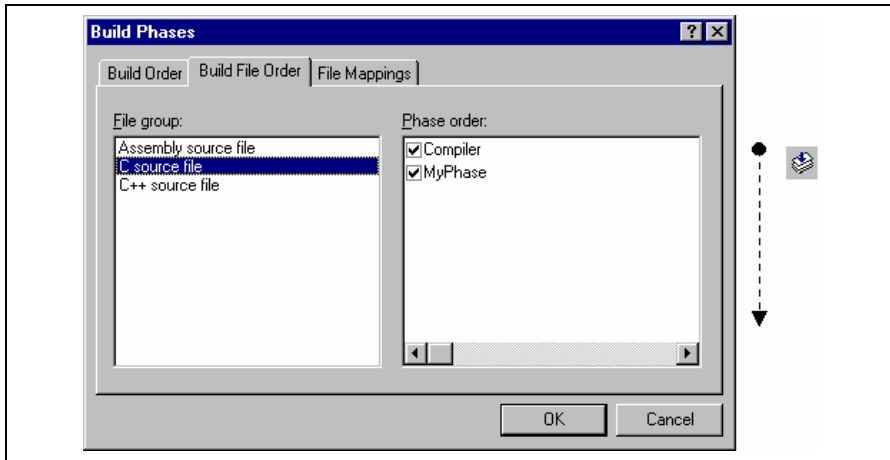 Build Phases
Build Order Build File Order File Mappings
File group: Phase order:
Assembly source file Compiler
C source file MyPhase
C++ source file
OK Cancel